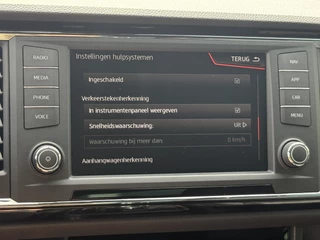 Instellingen hulpsystemen
TERUG
Ingeschakeld
Verkeerstekenherkenning
In instrumentenpaneel weergeven
Snelheidswaarschuwing: Uit
Waarschuwing bij meer dan: 0 km/h
Aanhangwagenherkenning
RADIO
MEDIA
PHONE
VOICE
NAV
APP
CAR
MENU